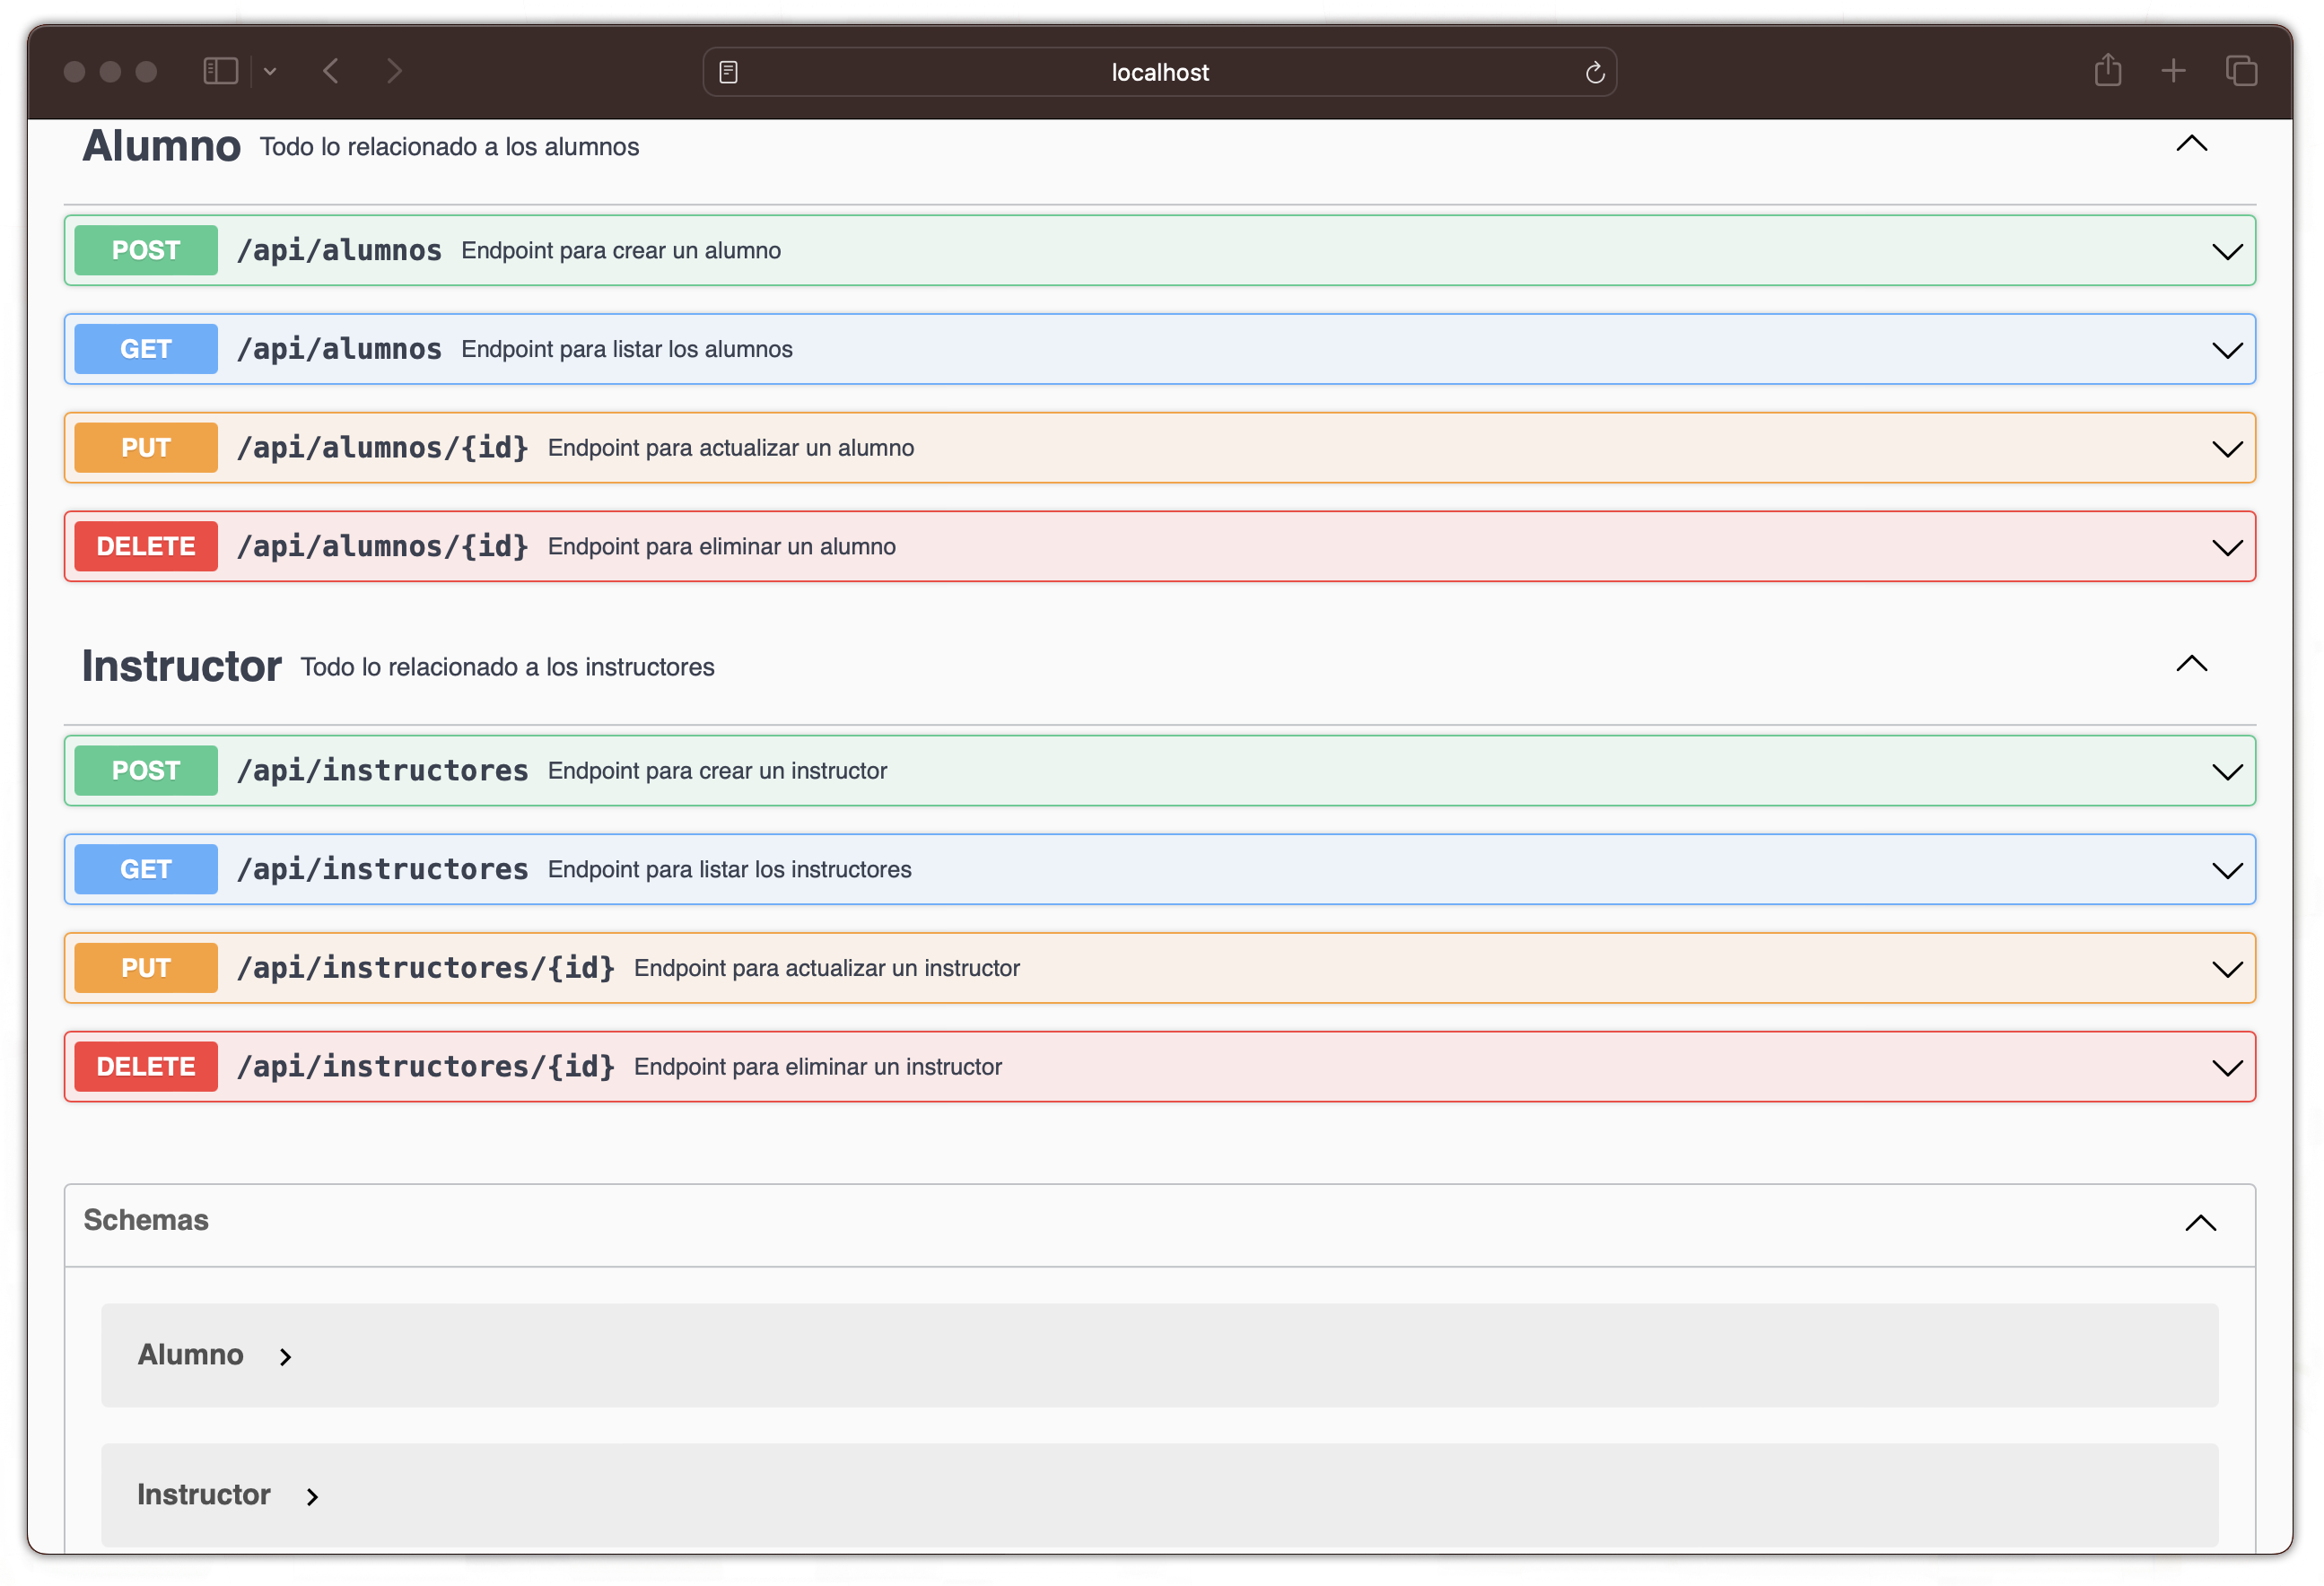 localhost
Alumno Todo lo relacionado a los alumnos
POST /api/alumnos Endpoint para crear un alumno
GET /api/alumnos Endpoint para listar los alumnos
PUT /api/alumnos/{id} Endpoint para actualizar un alumno
DELETE /api/alumnos/{id} Endpoint para eliminar un alumno
Instructor Todo lo relacionado a los instructores
POST /api/instructores Endpoint para crear un instructor
GET /api/instructores Endpoint para listar los instructores
PUT /api/instructores/{id} Endpoint para actualizar un instructor
DELETE /api/instructores/{id} Endpoint para eliminar un instructor
Schemas
Alumno
Instructor